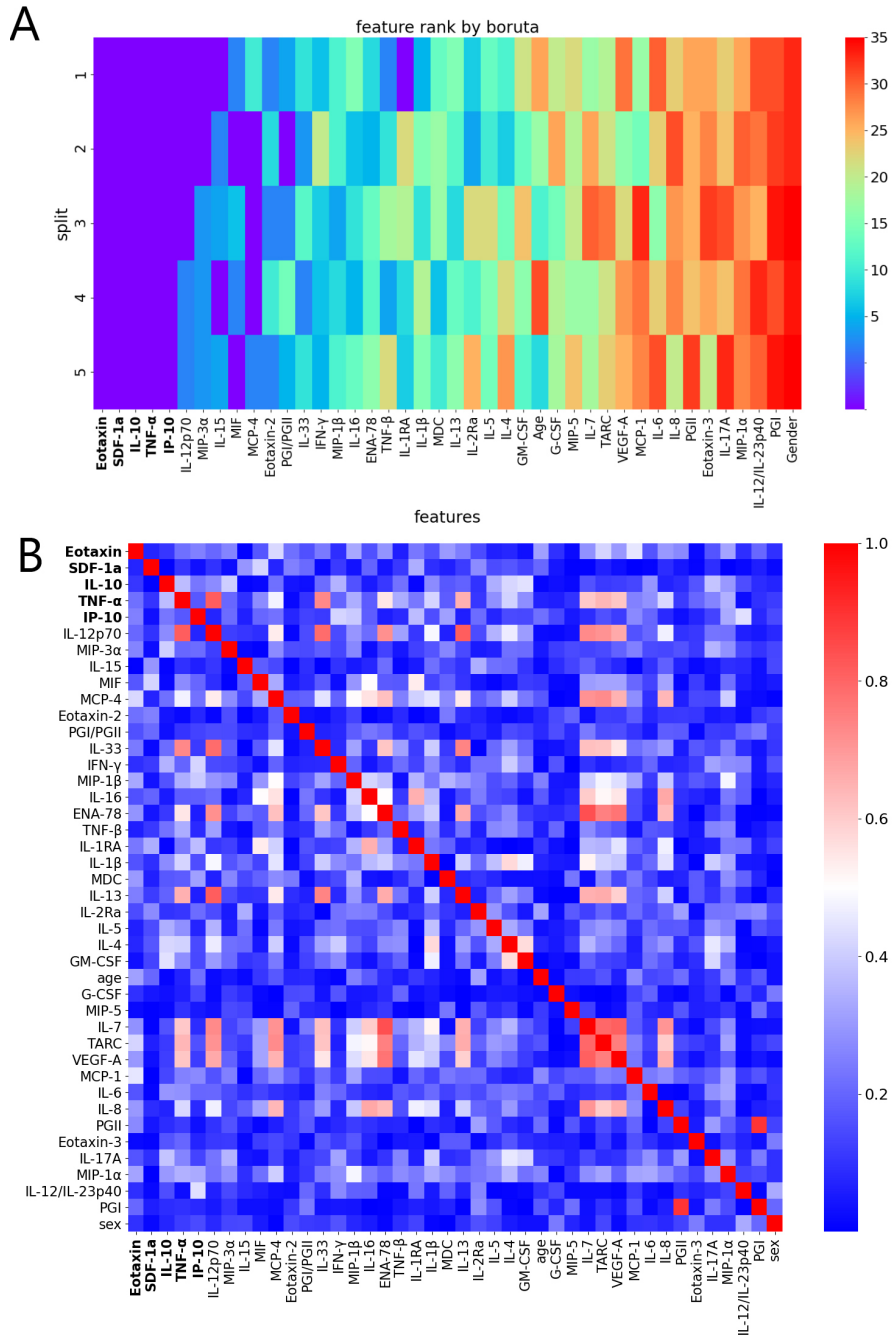 A
feature rank by boruta
split
1
2
3
4
5
35
30
25
20
15
10
5
Eotaxin
SDF-1a
IL-10
TNF-α
IP-10
IL-12p70
MIP-3α
IL-15
MIF
MCP-4
Eotaxin-2
PGI/PGII
IL-33
IFN-γ
MIP-1β
IL-16
ENA-78
TNF-β
IL-1RA
IL-1β
MDC
IL-13
IL-2Ra
IL-5
IL-4
GM-CSF
Age
G-CSF
MIP-5
IL-7
TARC
VEGF-A
MCP-1
IL-6
IL-8
PGII
Eotaxin-3
IL-17A
MIP-1α
IL-12/IL-23p40
PGI
Gender
features
B
Eotaxin
SDF-1a
IL-10
TNF-α
IP-10
IL-12p70
MIP-3α
IL-15
MIF
MCP-4
Eotaxin-2
PGI/PGII
IL-33
IFN-γ
MIP-1β
IL-16
ENA-78
TNF-β
IL-1RA
IL-1β
MDC
IL-13
IL-2Ra
IL-5
IL-4
GM-CSF
age
G-CSF
MIP-5
IL-7
TARC
VEGF-A
MCP-1
IL-6
IL-8
PGII
Eotaxin-3
IL-17A
MIP-1α
IL-12/IL-23p40
PGI
sex
1.0
0.8
0.6
0.4
0.2
Eotaxin
SDF-1a
IL-10
TNF-α
IP-10
IL-12p70
MIP-3α
IL-15
MIF
MCP-4
Eotaxin-2
PGI/PGII
IL-33
IFN-γ
MIP-1β
IL-16
ENA-78
TNF-β
IL-1RA
IL-1β
MDC
IL-13
IL-2Ra
IL-5
IL-4
GM-CSF
age
G-CSF
MIP-5
IL-7
TARC
VEGF-A
MCP-1
IL-6
IL-8
PGII
Eotaxin-3
IL-17A
MIP-1α
IL-12/IL-23p40
PGI
sex